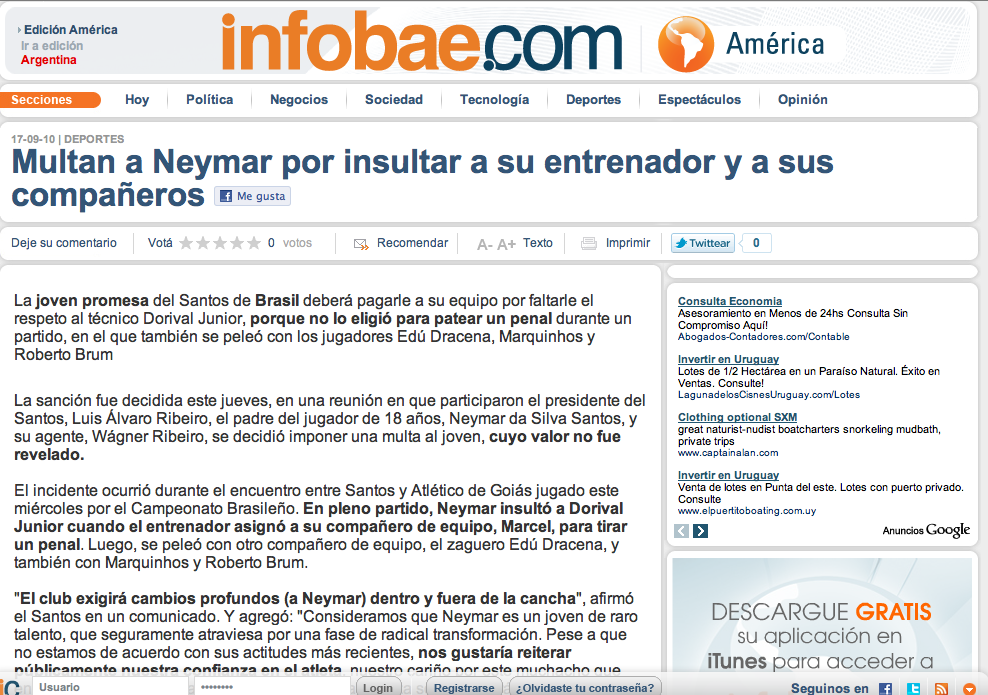 Edición América
Ir a edición
Argentina
infobae.com
América
Secciones Hoy Política Negocios Sociedad Tecnología Deportes Espectáculos Opinión
17-09-10 | DEPORTES
Multan a Neymar por insultar a su entrenador y a sus
compañeros Me gusta
Deje su comentario Votá 0 votos Recomendar A- A+ Texto Imprimir Twittear 0
La joven promesa del Santos de Brasil deberá pagarle a su equipo por faltarle el
respeto al técnico Dorival Junior, porque no lo eligió para patear un penal durante un
partido, en el que también se peleó con los jugadores Edú Dracena, Marquinhos y
Roberto Brum
La sanción fue decidida este jueves, en una reunión en que participaron el presidente del
Santos, Luis Álvaro Ribeiro, el padre del jugador de 18 años, Neymar da Silva Santos, y
su agente, Wágner Ribeiro, se decidió imponer una multa al joven, cuyo valor no fue
revelado.
El incidente ocurrió durante el encuentro entre Santos y Atlético de Goiás jugado este
miércoles por el Campeonato Brasileño. En pleno partido, Neymar insultó a Dorival
Junior cuando el entrenador asignó a su compañero de equipo, Marcel, para tirar
un penal. Luego, se peleó con otro compañero de equipo, el zaguero Edú Dracena, y
también con Marquinhos y Roberto Brum.
"El club exigirá cambios profundos (a Neymar) dentro y fuera de la cancha", afirmó
el Santos en un comunicado. Y agregó: "Consideramos que Neymar es un joven de raro
talento, que seguramente atraviesa por una fase de radical transformación. Pese a que
no estamos de acuerdo con sus actitudes más recientes, nos gustaría reiterar
públicamente nuestra confianza en el atleta, nuestro cariño por este muchacho que
Consulta Economia
Asesoramiento en Menos de 24hs Consulta Sin
Compromiso Aquí!
Abogados-Contadores.com/Contable
Invertir en Uruguay
Lotes de 1/2 Hectárea en un Paraíso Natural. Éxito en
Ventas. Consulte!
LagunadelosCisnesUruguay.com/Lotes
Clothing optional SXM
great naturist-nudist boatcharters snorkeling mudbath,
private trips
www.captainalan.com
Invertir en Uruguay
Venta de lotes en Punta del este. Lotes con puerto privado.
Consulte
www.elpuertitoboating.com.uy
Anuncios Google
DESCARGUE GRATIS
su aplicación en
iTunes para acceder a
iC Usuario •••••••• Login Registrarse ¿Olvidaste tu contraseña? Seguinos en